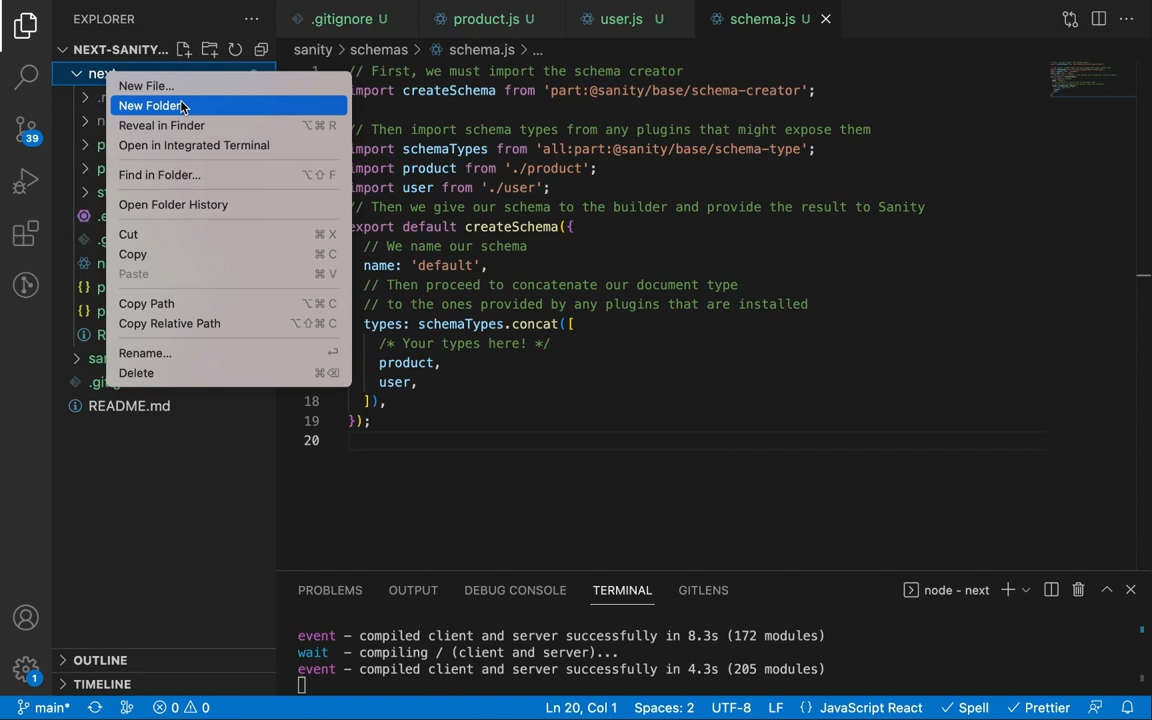 EXPLORER
.gitignore U
product.js U
user.js U
schema.js U
NEXT-SANITY...
sanity > schemas > schema.js > ...
New File...
New Folder
Reveal in Finder ⌥⌘ R
Open in Integrated Terminal
Find in Folder... ⌥⇧ F
Open Folder History
Cut ⌘ X
Copy ⌘ C
Paste ⌘ V
Copy Path ⌥⌘ C
Copy Relative Path ⌥⇧⌘ C
Rename... ⏎
Delete ⌘⌫
README.md
39
1
// First, we must import the schema creator
import createSchema from 'part:@sanity/base/schema-creator';
// Then import schema types from any plugins that might expose them
import schemaTypes from 'all:part:@sanity/base/schema-type';
import product from './product';
import user from './user';
// Then we give our schema to the builder and provide the result to Sanity
export default createSchema({
// We name our schema
name: 'default',
// Then proceed to concatenate our document type
// to the ones provided by any plugins that are installed
types: schemaTypes.concat([
/* Your types here! */
product,
user,
18 ]),
19 });
20
PROBLEMS OUTPUT DEBUG CONSOLE TERMINAL GITLENS
node - next
event - compiled client and server successfully in 8.3s (172 modules)
wait - compiling / (client and server)...
event - compiled client and server successfully in 4.3s (205 modules)
OUTLINE
TIMELINE
main* 0 0 Ln 20, Col 1 Spaces: 2 UTF-8 LF {} JavaScript React Spell Prettier